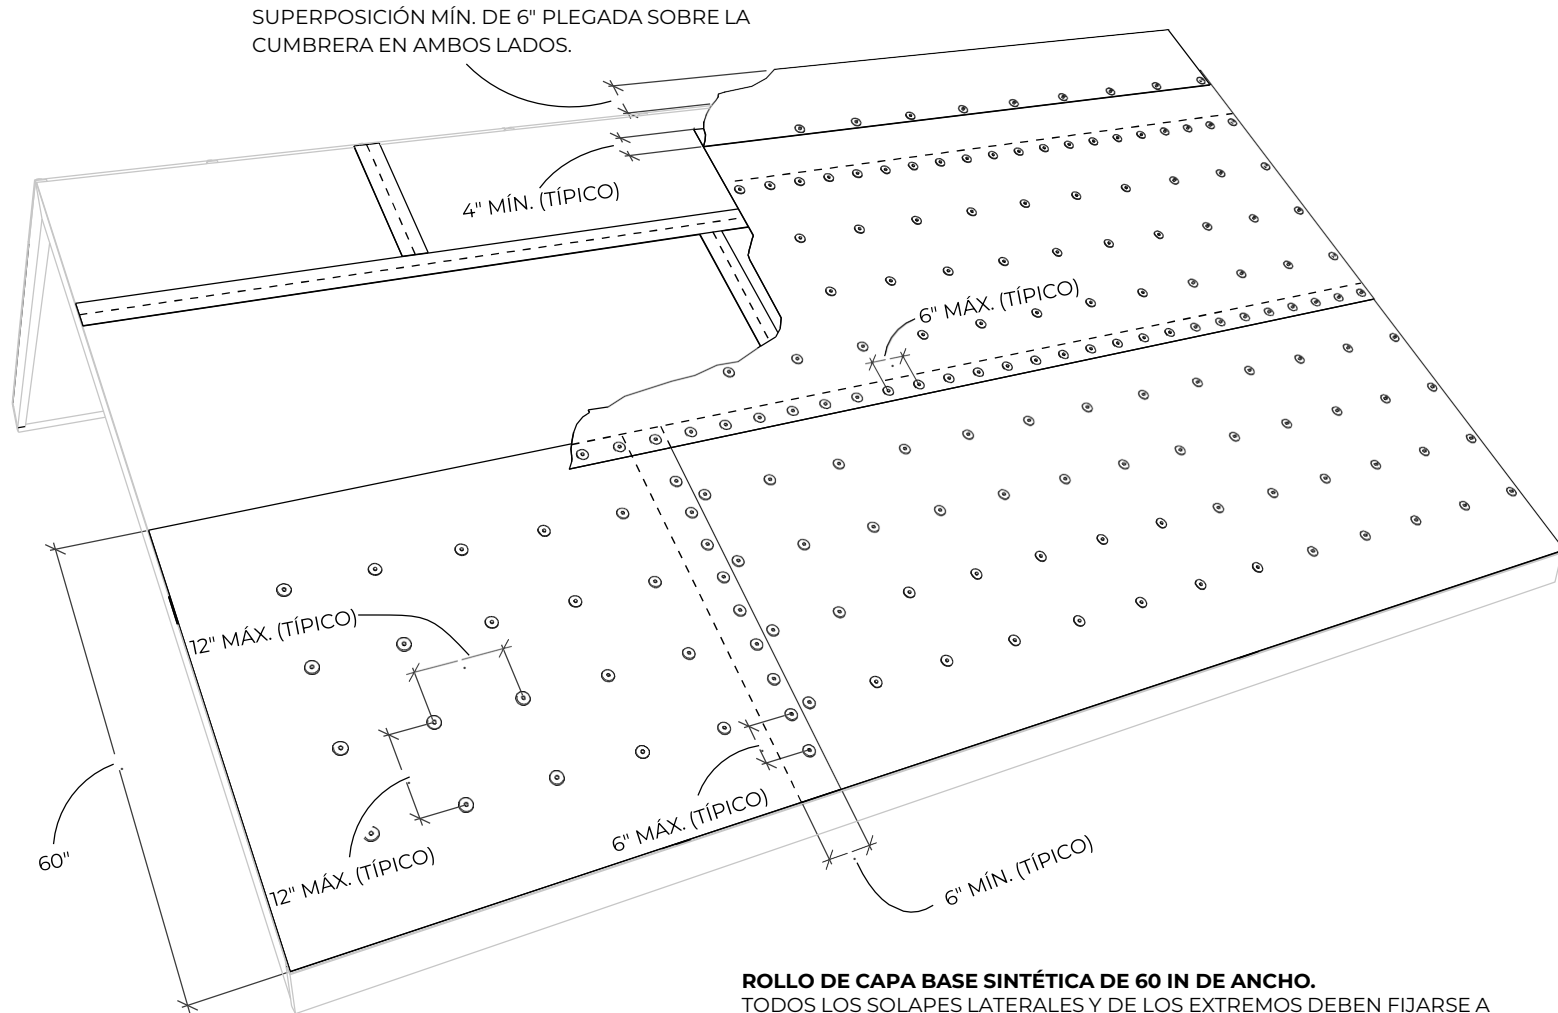 SUPERPOSICIÓN MÍN. DE 6" PLEGADA SOBRE LA
CUMBRERA EN AMBOS LADOS.
4" MÍN. (TÍPICO)
6" MÁX. (TÍPICO)
12" MÁX. (TÍPICO)
6" MÁX. (TÍPICO)
60"
12" MÁX. (TÍPICO)
6" MÍN. (TÍPICO)
ROLLO DE CAPA BASE SINTÉTICA DE 60 IN DE ANCHO.
TODOS LOS SOLAPES LATERALES Y DE LOS EXTREMOS DEBEN FIJARSE A